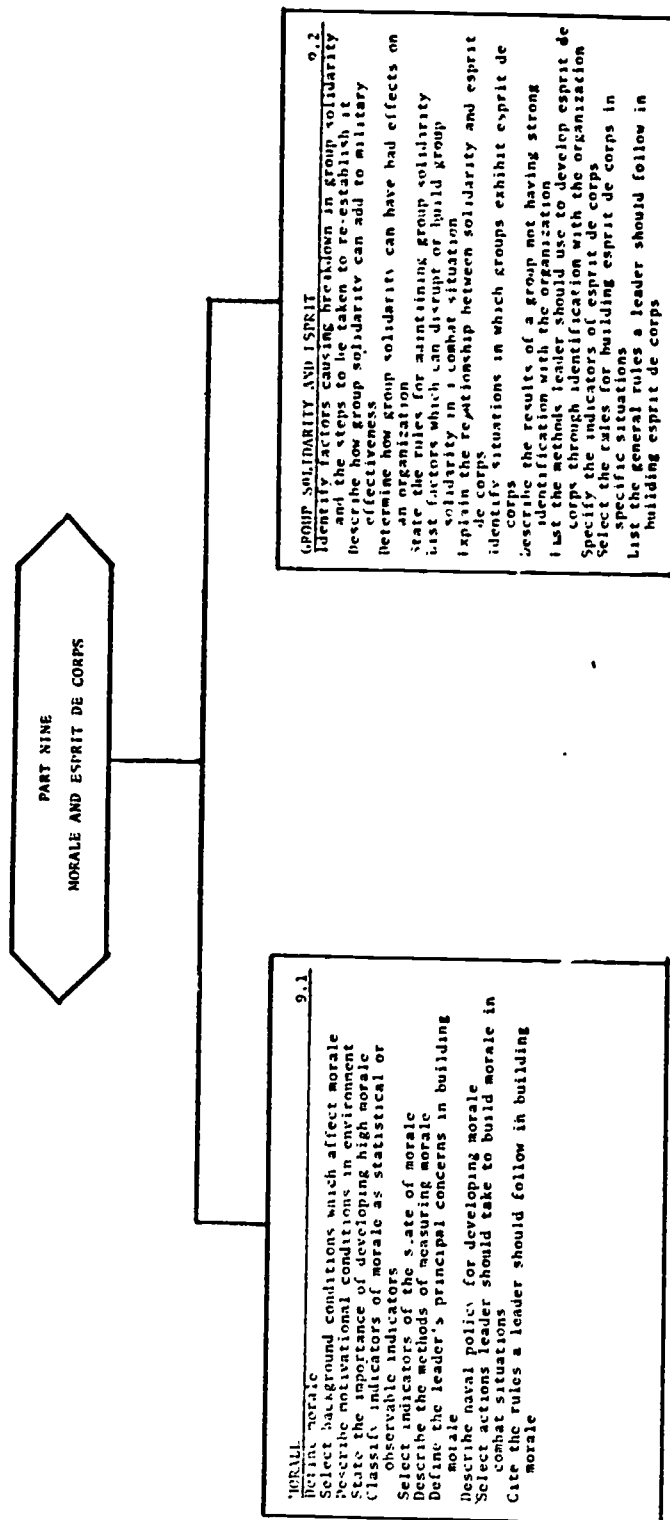 PART NINE
MORALE AND ESPRIT DE CORPS
MORALE 9.1
Define morale
Select background conditions which affect morale
Describe motivational conditions in environment
State the importance of developing high morale
Classify indicators of morale as statistical or
observable indicators
Select indicators of the state of morale
Describe the methods of measuring morale
Define the leader's principal concerns in building
morale
Describe naval policy for developing morale
Select actions leader should take to build morale in
combat situations
Cite the rules a leader should follow in building
morale
GROUP SOLIDARITY AND ESPRIT 9.2
Identify factors causing breakdown in group solidarity
and the steps to be taken to re-establish it
Describe how group solidarity can add to military
effectiveness
Determine how group solidarity can have had effects on
an organization
State the rules for maintaining group solidarity
List factors which can disrupt or build group
solidarity in a combat situation
Explain the relationship between solidarity and esprit
de corps
Identify situations in which groups exhibit esprit de
corps
Describe the results of a group not having strong
identification with the organization
List the methods leader should use to develop esprit de
corps through identification with the organization
Specify the indicators of esprit de corps
Select the rules for building esprit de corps in
specific situations
List the general rules a leader should follow in
building esprit de corps